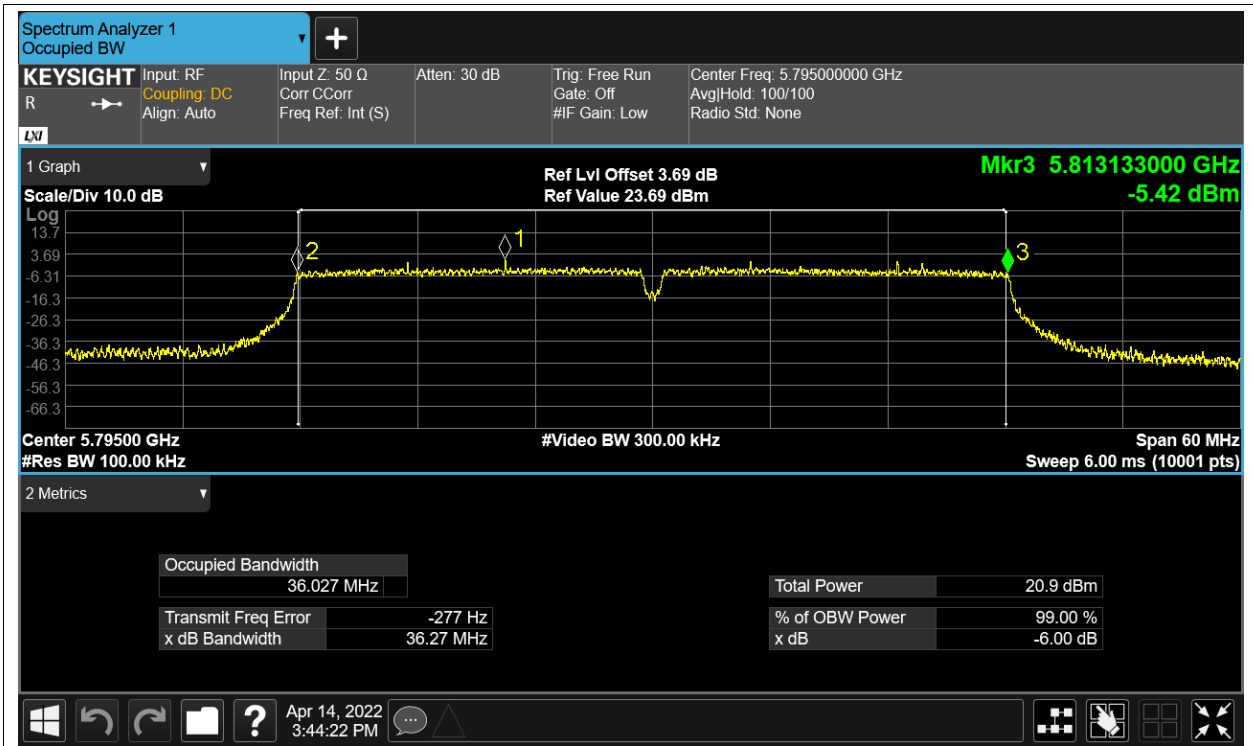 Spectrum Analyzer 1
Occupied BW
KEYSIGHT
R
LXI
Input: RF
Coupling: DC
Align: Auto
Input Z: 50 Ω
Corr CCorr
Freq Ref: Int (S)
Atten: 30 dB
Trig: Free Run
Gate: Off
#IF Gain: Low
Center Freq: 5.795000000 GHz
Avg|Hold: 100/100
Radio Std: None
1 Graph
Scale/Div 10.0 dB
Ref Lvl Offset 3.69 dB
Ref Value 23.69 dBm
Mkr3 5.813133000 GHz
-5.42 dBm
Log
13.7
3.69
-6.31
-16.3
-26.3
-36.3
-46.3
-56.3
-66.3
2
1
3
Center 5.79500 GHz
#Res BW 100.00 kHz
#Video BW 300.00 kHz
Span 60 MHz
Sweep 6.00 ms (10001 pts)
2 Metrics
Occupied Bandwidth
36.027 MHz
Transmit Freq Error -277 Hz
x dB Bandwidth 36.27 MHz
Total Power 20.9 dBm
% of OBW Power 99.00 %
x dB -6.00 dB
?
Apr 14, 2022
3:44:22 PM